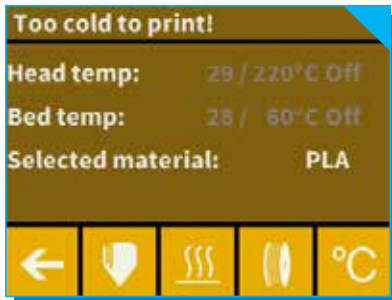 Too cold to print!
Head temp: 29 / 220°C Off
Bed temp: 28 / 60°C Off
Selected material: PLA
°C